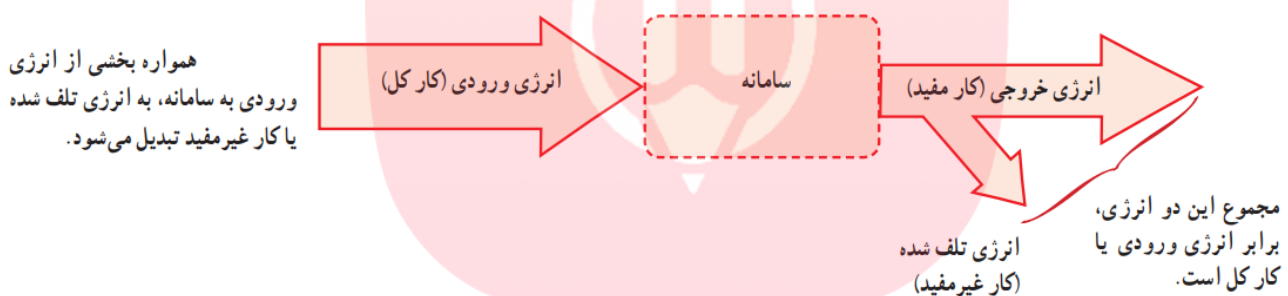 همواره بخشی از انرژی
ورودی به سامانه، به انرژی تلف شده
یا کار غیرمفید تبدیل می‌شود.
انرژی ورودی (کار کل)
سامانه
انرژی خروجی (کار مفید)
انرژی تلف شده
(کار غیرمفید)
مجموع این دو انرژی،
برابر انرژی ورودی یا
کار کل است.